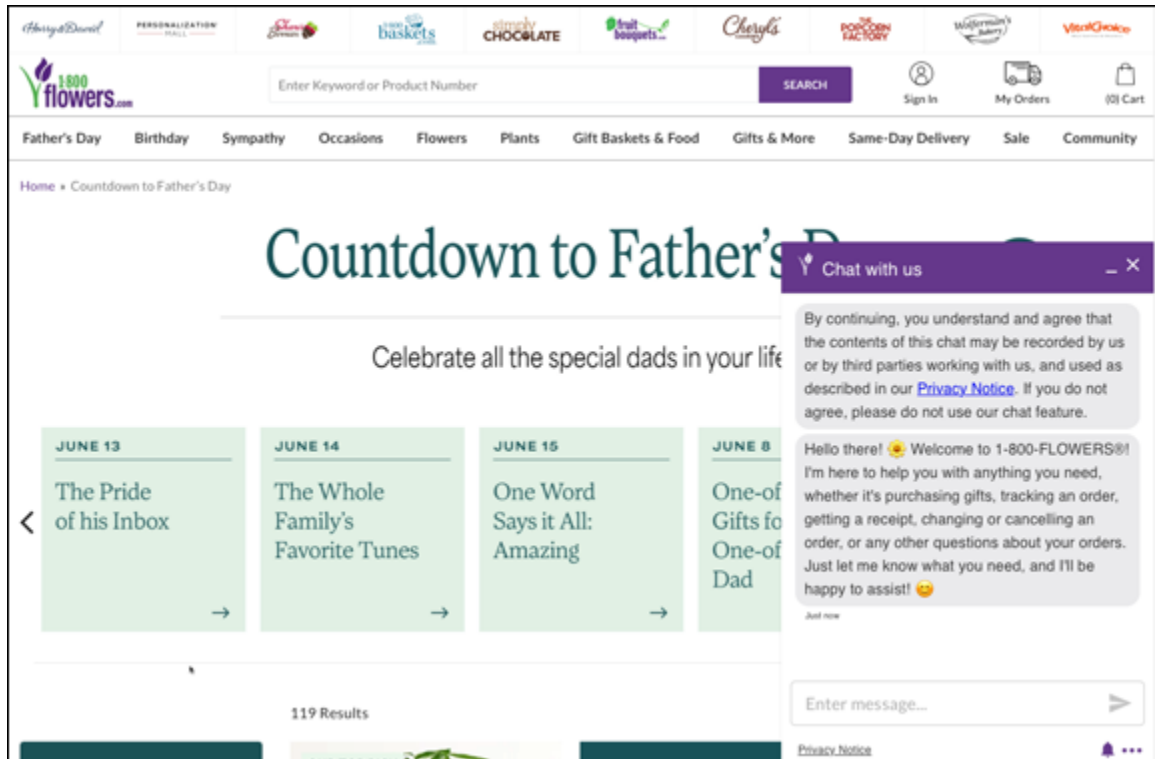 Harry & David
PERSONALIZATION
MALL
Shari's Berries
1-800
baskets
.com
simply
CHOCOLATE
fruit
bouquets
Cheryl's
THE
POPCORN
FACTORY
Wolferman's
Bakery
VitalChoice
1-800
flowers.com
Enter Keyword or Product Number
SEARCH
Sign In
My Orders
(0) Cart
Father's Day Birthday Sympathy Occasions Flowers Plants Gift Baskets & Food Gifts & More Same-Day Delivery Sale Community
Home • Countdown to Father's Day
Countdown to Father's D
Celebrate all the special dads in your life
JUNE 13
The Pride
of his Inbox
JUNE 14
The Whole
Family's
Favorite Tunes
JUNE 15
One Word
Says it All:
Amazing
JUNE 8
One-of
Gifts fo
One-of
Dad
119 Results
Chat with us
By continuing, you understand and agree that
the contents of this chat may be recorded by us
or by third parties working with us, and used as
described in our Privacy Notice. If you do not
agree, please do not use our chat feature.
Hello there! 🌼 Welcome to 1-800-FLOWERS®!
I'm here to help you with anything you need,
whether it's purchasing gifts, tracking an order,
getting a receipt, changing or cancelling an
order, or any other questions about your orders.
Just let me know what you need, and I'll be
happy to assist! 😊
Just now
Enter message...
Privacy Notice